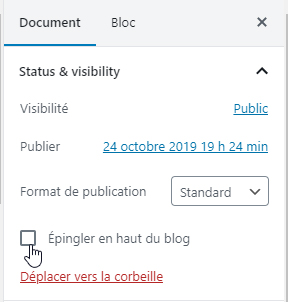 Document Bloc
Status & visibility
Visibilité Public
Publier 24 octobre 2019 19 h 24 min
Format de publication Standard
Épingler en haut du blog
Déplacer vers la corbeille